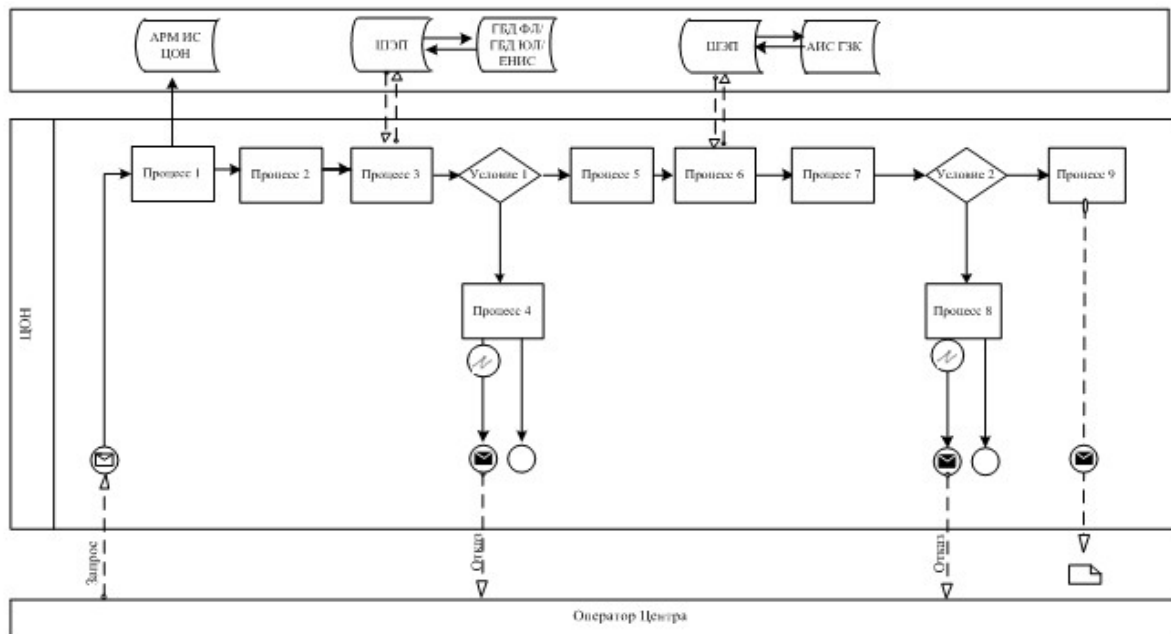 АРМ ИС
ЦОН
ШЭП
ГБД ФЛ/
ГБД ЮЛ/
ЕНИС
ШЭП
АИС ГЗК
ЦОН
Процесс 1
Процесс 2
Процесс 3
Условие 1
Процесс 5
Процесс 6
Процесс 7
Условие 2
Процесс 9
Процесс 4
Процесс 8
Запрос
Отказ
Отказ
Оператор Центра